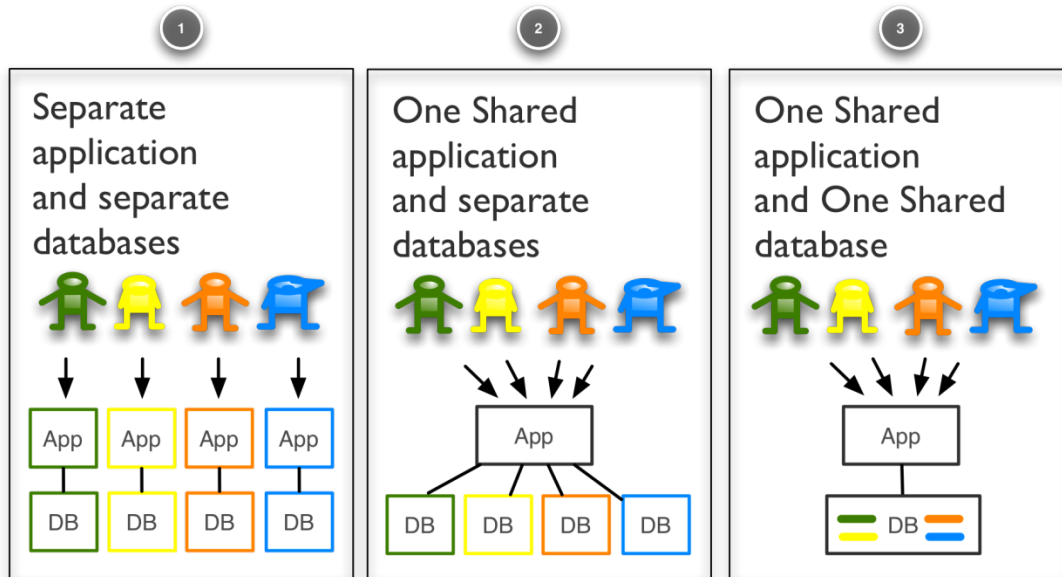 1
Separate
application
and separate
databases
App App App App
DB DB DB DB
2
One Shared
application
and separate
databases
App
DB DB DB DB
3
One Shared
application
and One Shared
database
App
DB